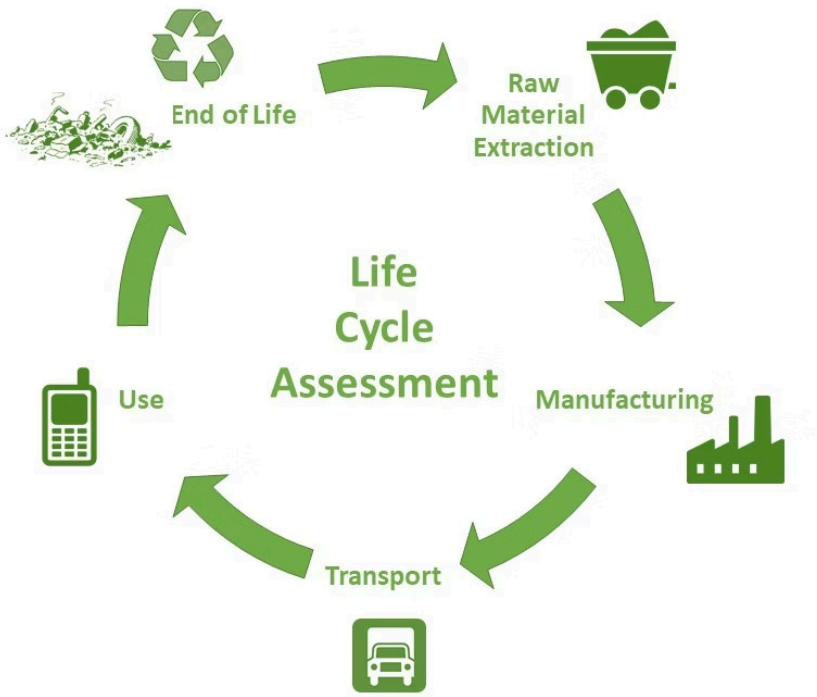 End of Life
Raw
Material
Extraction
Life
Cycle
Assessment
Use
Manufacturing
Transport